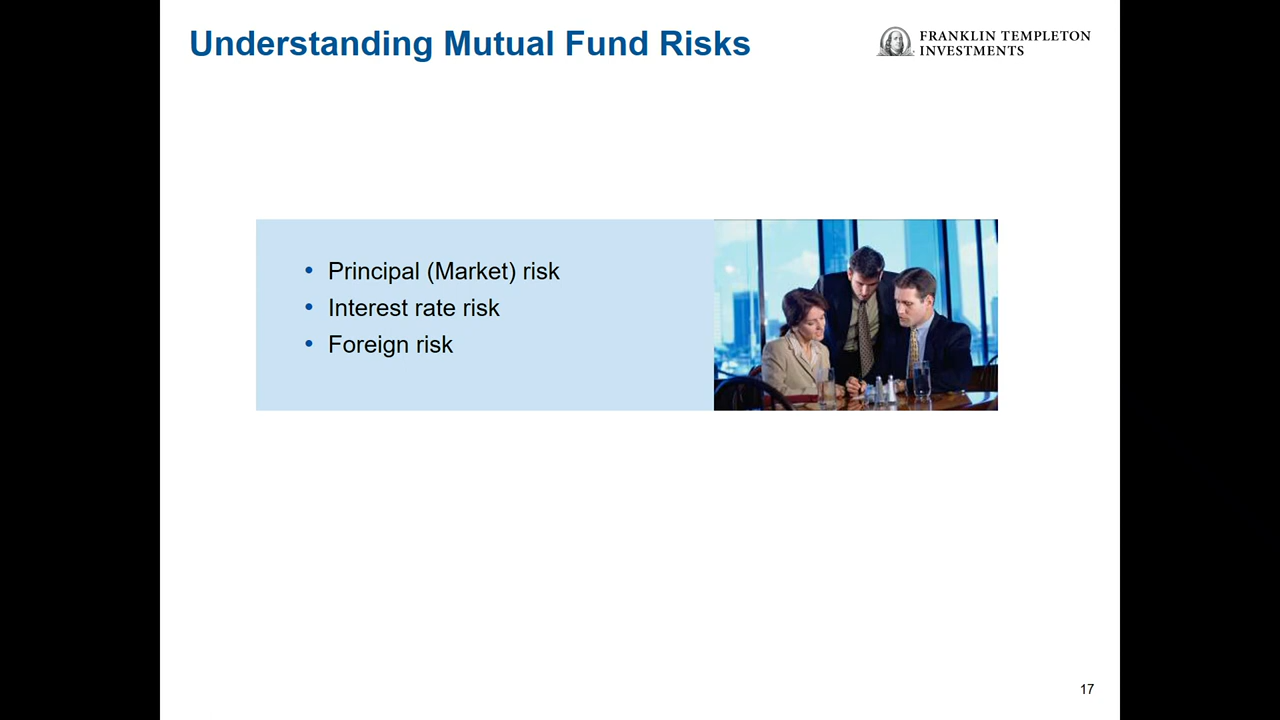 Understanding Mutual Fund Risks
FRANKLIN TEMPLETON
INVESTMENTS
• Principal (Market) risk
• Interest rate risk
• Foreign risk
17